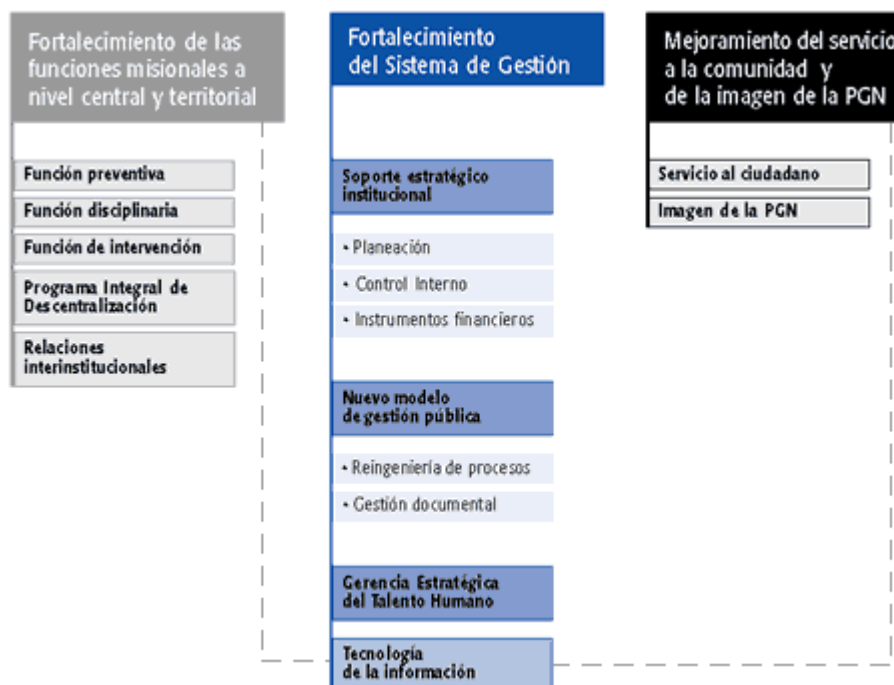 Fortalecimiento de las
funciones misionales a
nivel central y territorial
Función preventiva
Función disciplinaria
Función de intervención
Programa Integral de
Descentralización
Relaciones
interinstitucionales
Fortalecimiento
del Sistema de Gestión
Soporte estratégico
institucional
• Planeación
• Control Interno
• Instrumentos financieros
Nuevo modelo
de gestión pública
• Reingeniería de procesos
• Gestión documental
Gerencia Estratégica
del Talento Humano
Tecnología
de la información
Mejoramiento del servicio
a la comunidad y
de la imagen de la PGN
Servicio al ciudadano
Imagen de la PGN